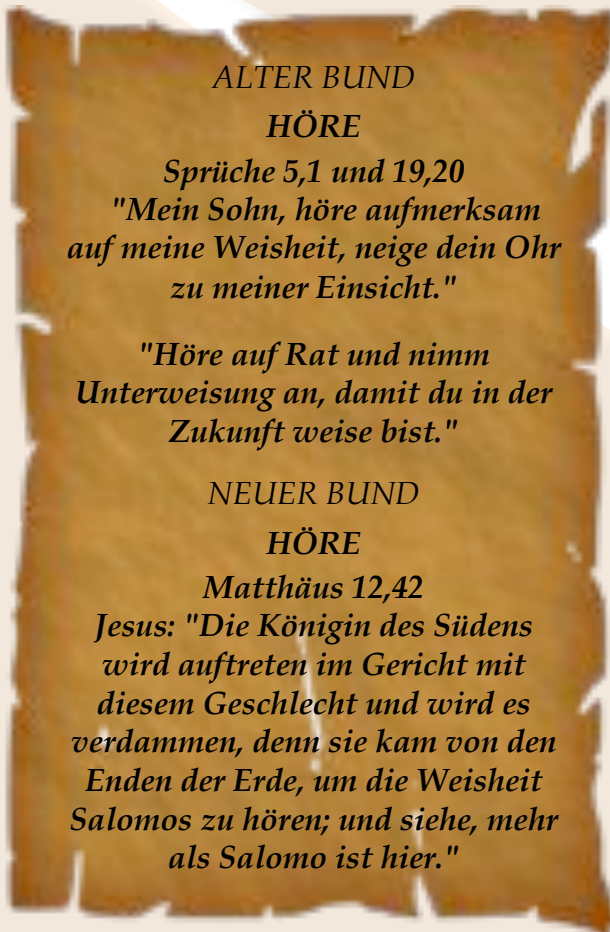 ALTER BUND
HÖRE
Sprüche 5,1 und 19,20
"Mein Sohn, höre aufmerksam
auf meine Weisheit, neige dein Ohr
zu meiner Einsicht."
"Höre auf Rat und nimm
Unterweisung an, damit du in der
Zukunft weise bist."
NEUER BUND
HÖRE
Matthäus 12,42
Jesus: "Die Königin des Südens
wird auftreten im Gericht mit
diesem Geschlecht und wird es
verdammen, denn sie kam von den
Enden der Erde, um die Weisheit
Salomos zu hören; und siehe, mehr
als Salomo ist hier."